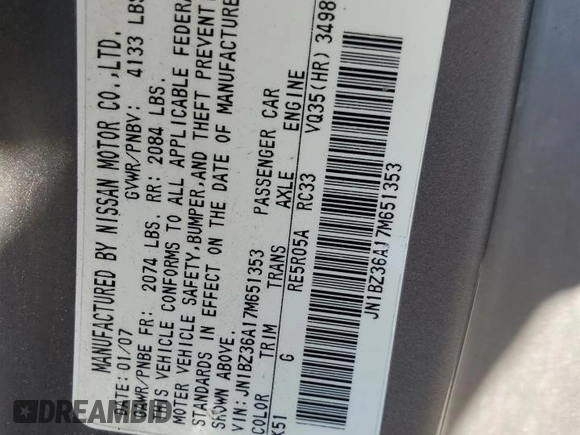 MANUFACTURED BY NISSAN MOTOR CO.,LTD.
DATE: 01/07 GVWR/PNBV: 4133 LBS
GAWR/PNBE FR: 2074 LBS. RR: 2084 LBS.
THIS VEHICLE CONFORMS TO ALL APPLICABLE FEDERA
MOTOR VEHICLE SAFETY,BUMPER,AND THEFT PREVENT
STANDARDS IN EFFECT ON THE DATE OF MANUFACTURE
SHOWN ABOVE.
VIN: JN1BZ36A17M651353 PASSENGER CAR
COLOR TRIM TRANS AXLE
K51 G RE5R05A RC33 VQ35(HR) 3498
JN1BZ36A17M651353
DREAMBID